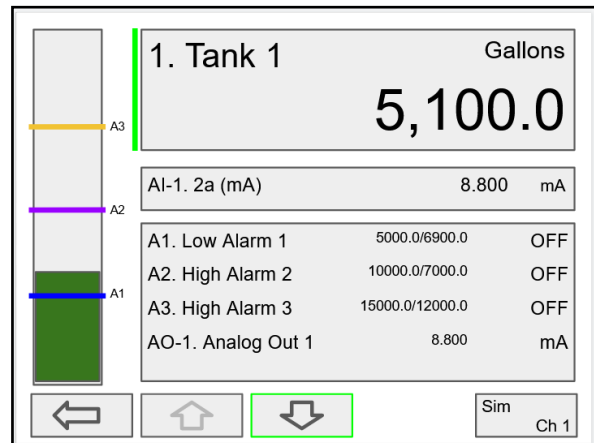 1. Tank 1 Gallons
5,100.0
A3
AI-1. 2a (mA) 8.800 mA
A2
A1. Low Alarm 1 5000.0/6900.0 OFF
A2. High Alarm 2 10000.0/7000.0 OFF
A1
A3. High Alarm 3 15000.0/12000.0 OFF
AO-1. Analog Out 1 8.800 mA
Sim
Ch 1